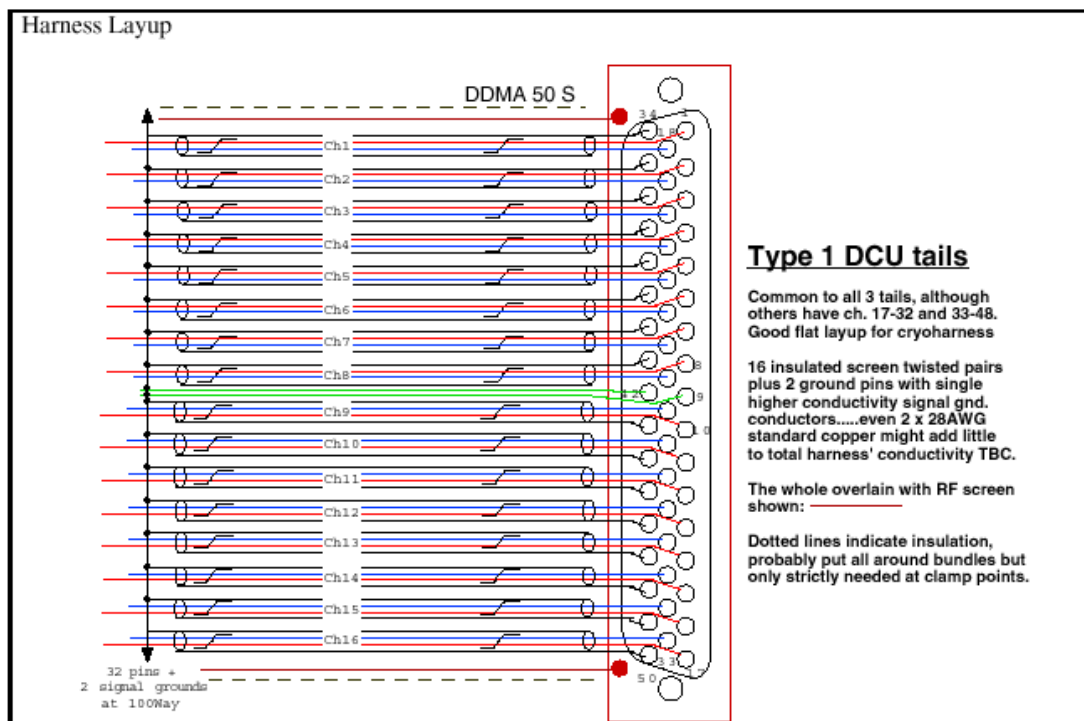 Harness Layup
DDMA 50 S
34
1
18
Ch1
Ch2
Ch3
Ch4
Ch5
Ch6
Ch7
Ch8
8
42
9
Ch9
10
Ch10
Ch11
Ch12
Ch13
Ch14
Ch15
Ch16
33
17
50
32 pins +
2 signal grounds
at 100Way
Type 1 DCU tails
Common to all 3 tails, although
others have ch. 17-32 and 33-48.
Good flat layup for cryoharness
16 insulated screen twisted pairs
plus 2 ground pins with single
higher conductivity signal gnd.
conductors.....even 2 x 28AWG
standard copper might add little
to total harness' conductivity TBC.
The whole overlain with RF screen
shown:
Dotted lines indicate insulation,
probably put all around bundles but
only strictly needed at clamp points.